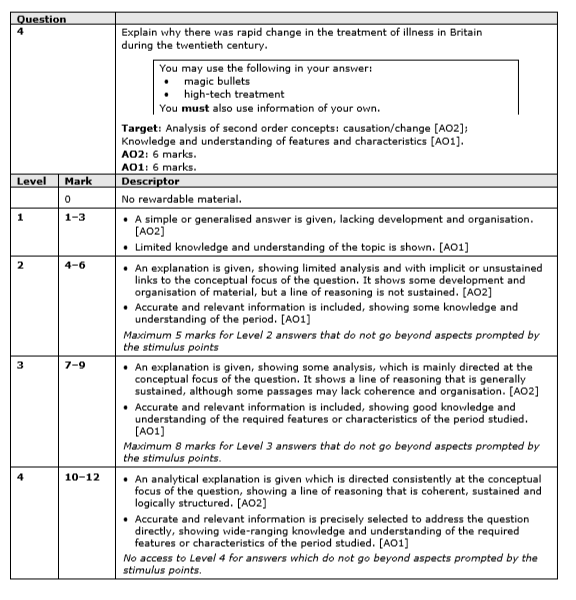 Question
4
Explain why there was rapid change in the treatment of illness in Britain
during the twentieth century.
You may use the following in your answer:
• magic bullets
• high-tech treatment
You must also use information of your own.
Target: Analysis of second order concepts: causation/change [AO2];
Knowledge and understanding of features and characteristics [AO1].
AO2: 6 marks.
AO1: 6 marks.
Level Mark Descriptor
0 No rewardable material.
1 1–3 • A simple or generalised answer is given, lacking development and organisation.
[AO2]
• Limited knowledge and understanding of the topic is shown. [AO1]
2 4–6 • An explanation is given, showing limited analysis and with implicit or unsustained
links to the conceptual focus of the question. It shows some development and
organisation of material, but a line of reasoning is not sustained. [AO2]
• Accurate and relevant information is included, showing some knowledge and
understanding of the period. [AO1]
Maximum 5 marks for Level 2 answers that do not go beyond aspects prompted by
the stimulus points
3 7–9 • An explanation is given, showing some analysis, which is mainly directed at the
conceptual focus of the question. It shows a line of reasoning that is generally
sustained, although some passages may lack coherence and organisation. [AO2]
• Accurate and relevant information is included, showing good knowledge and
understanding of the required features or characteristics of the period studied.
[AO1]
Maximum 8 marks for Level 3 answers that do not go beyond aspects prompted by
the stimulus points.
4 10–12 • An analytical explanation is given which is directed consistently at the conceptual
focus of the question, showing a line of reasoning that is coherent, sustained and
logically structured. [AO2]
• Accurate and relevant information is precisely selected to address the question
directly, showing wide-ranging knowledge and understanding of the required
features or characteristics of the period studied. [AO1]
No access to Level 4 for answers which do not go beyond aspects prompted by the
stimulus points.